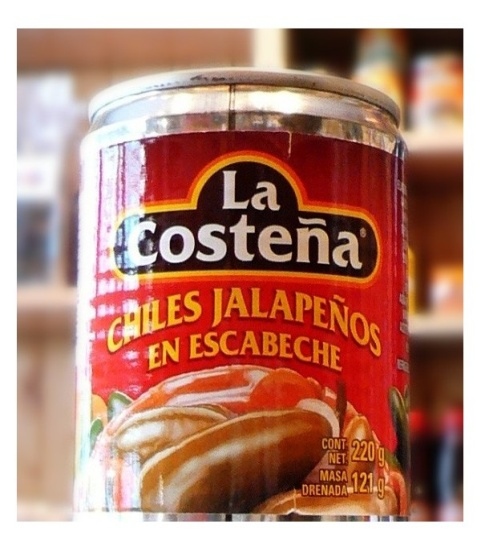 La
Costeña®
CHILES JALAPEÑOS
EN ESCABECHE
CONT.
NET. 220 g
MASA
DRENADA 121 g